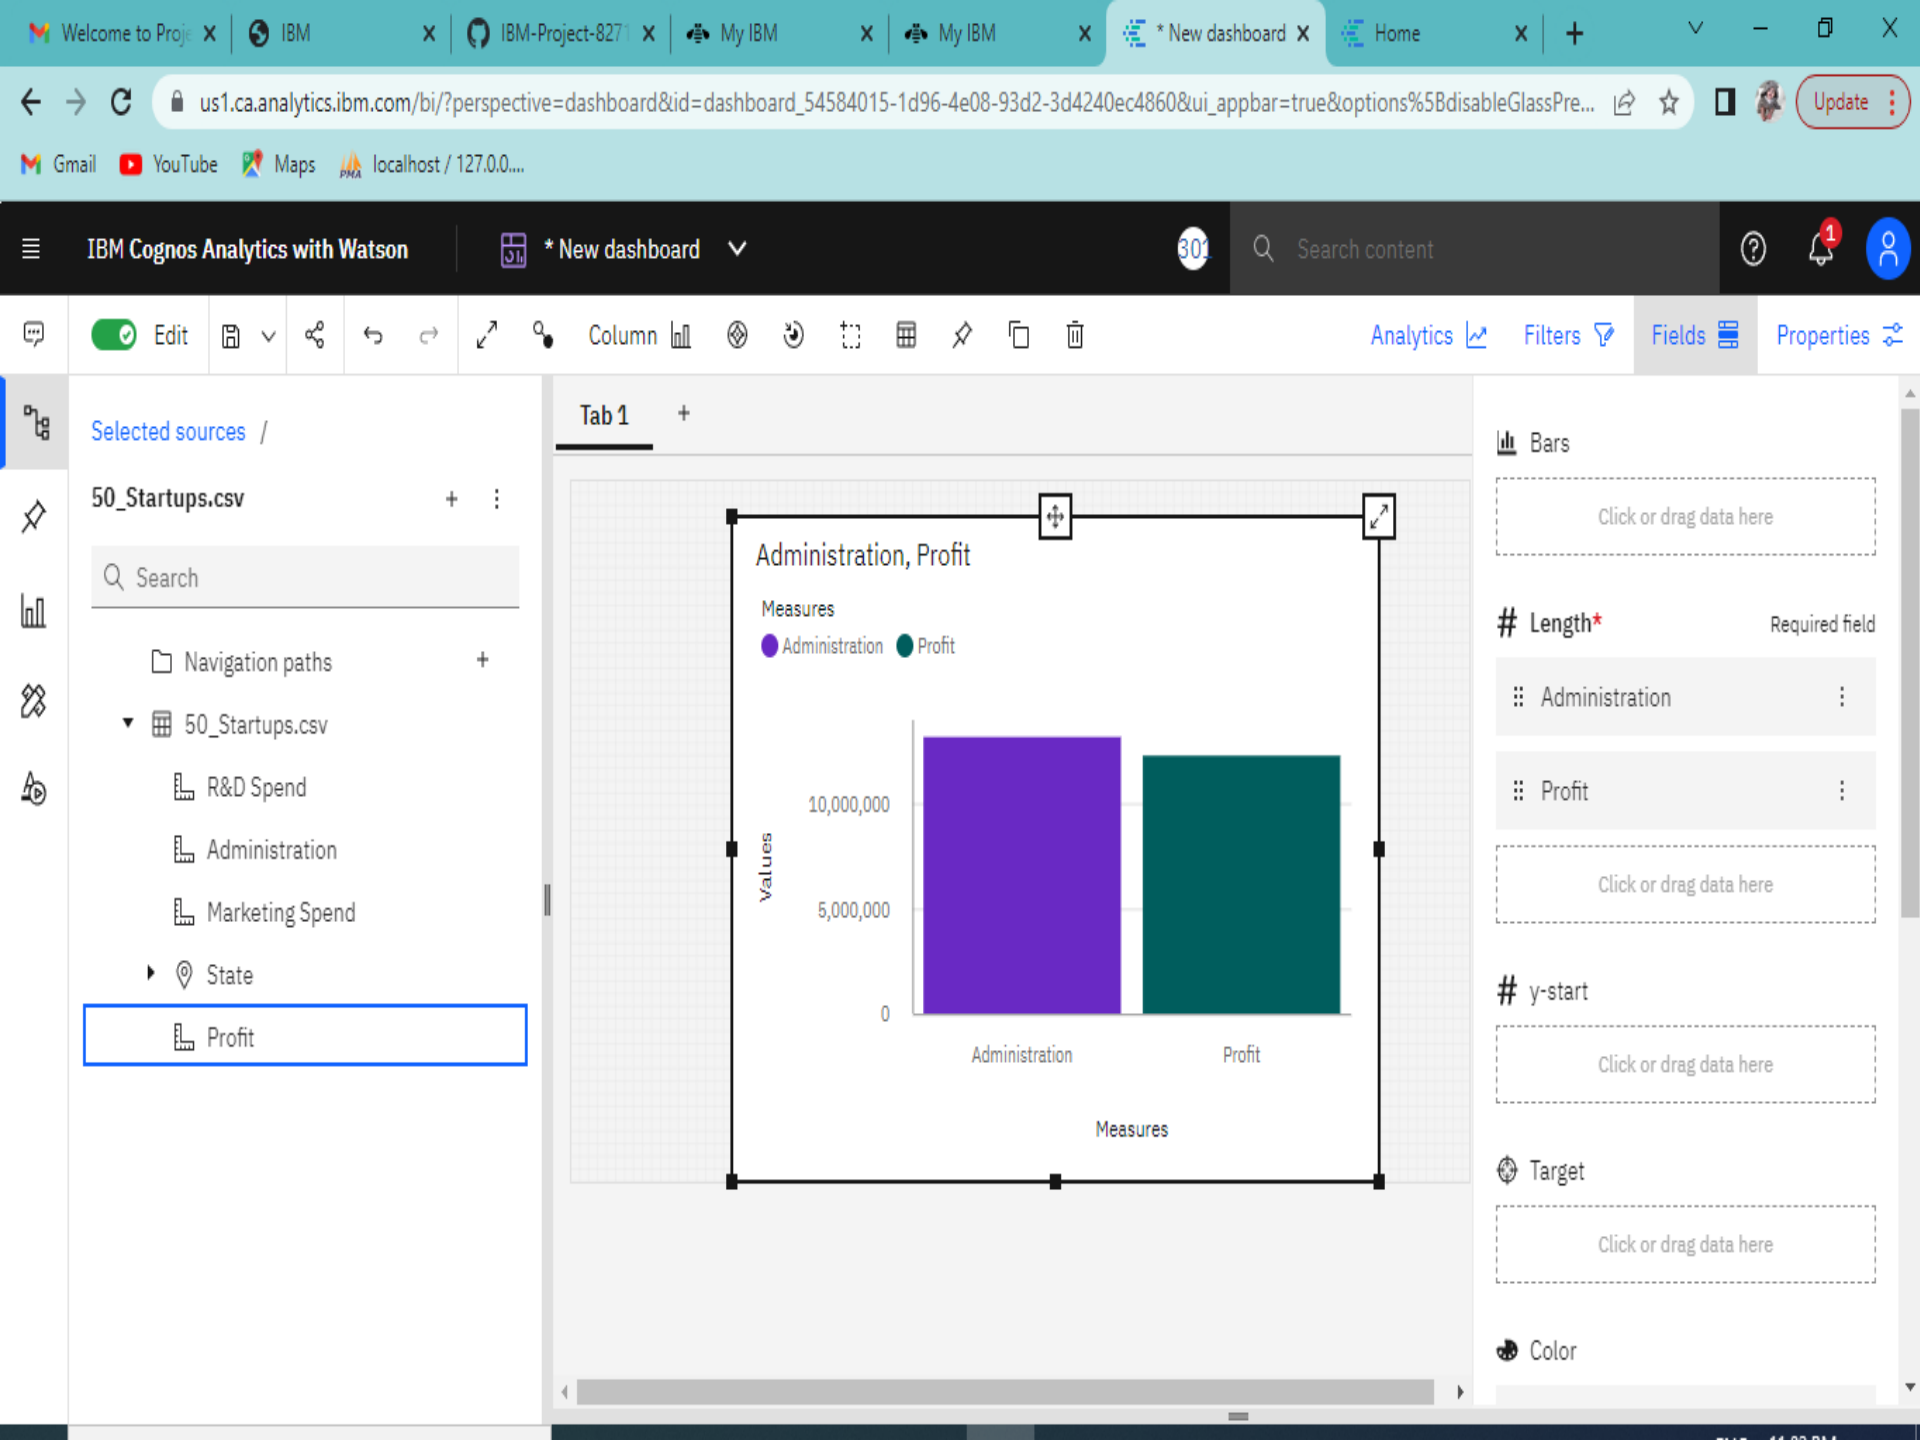 Welcome to Proje
IBM
IBM-Project-8271
My IBM
My IBM
* New dashboard
Home
us1.ca.analytics.ibm.com/bi/?perspective=dashboard&id=dashboard_54584015-1d96-4e08-93d2-3d4240ec4860&ui_appbar=true&options%5BdisableGlassPre...
Update
Gmail
YouTube
Maps
localhost / 127.0.0....
IBM Cognos Analytics with Watson
* New dashboard
301
Search content
1
Edit
Column
Analytics
Filters
Fields
Properties
Selected sources /
50_Startups.csv
Search
Navigation paths
50_Startups.csv
R&D Spend
Administration
Marketing Spend
State
Profit
Tab 1
Administration, Profit
Measures
Administration
Profit
Values
10,000,000
5,000,000
0
Administration
Profit
Measures
Bars
Click or drag data here
# Length*
Required field
Administration
Profit
Click or drag data here
# y-start
Click or drag data here
Target
Click or drag data here
Color